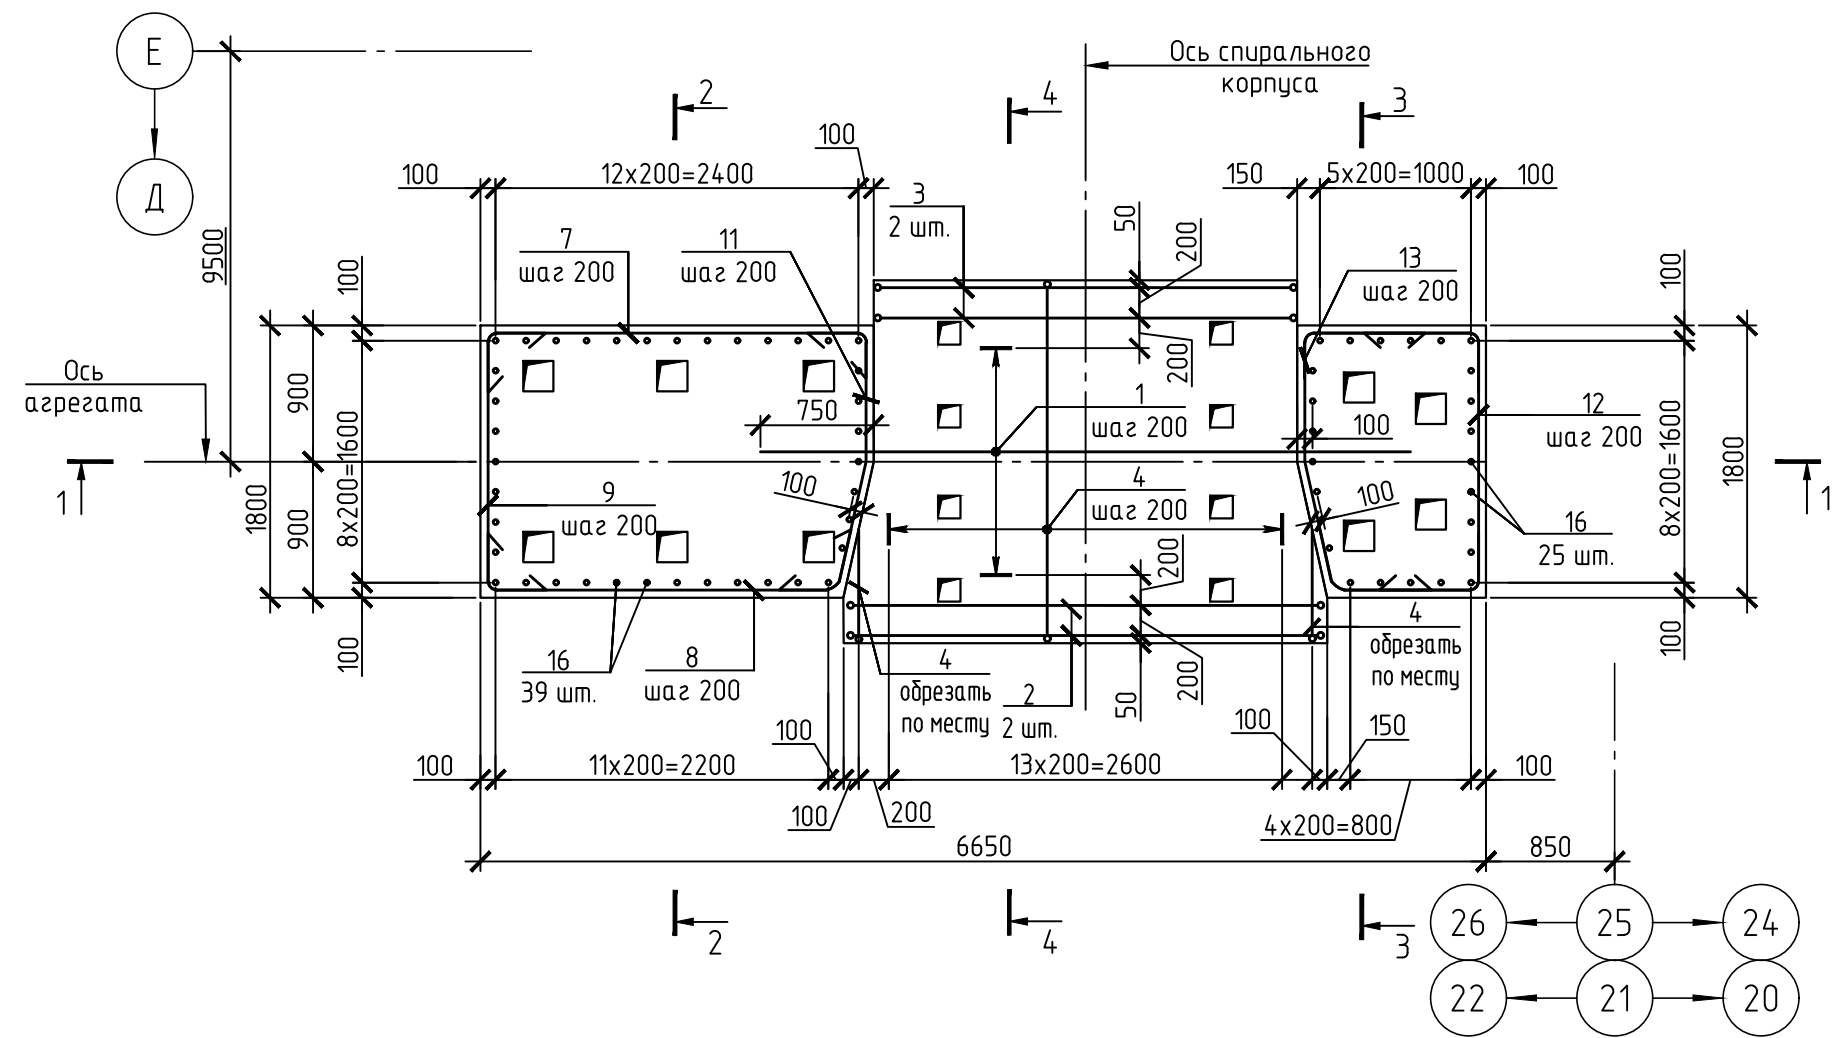 Е
Ось спирального
корпуса
2
4
3
100
100
12х200=2400
150
5х200=1000
100
Д
3
2 шт.
50
200
9500
7
шаг 200
11
шаг 200
13
шаг 200
100
100
200
Ось
агрегата
900
750
1
шаг 200
100
12
шаг 200
8х200=1600
8х200=1600
1800
1800
1
9
шаг 200
100
4
шаг 200
100
1
900
16
25 шт.
200
100
100
16
39 шт.
8
шаг 200
4
обрезать
по месту
2
2 шт.
50
200
4
обрезать
по месту
100
100
150
100
11х200=2200
13х200=2600
100
100
200
4х200=800
6650
850
2
4
3
26
25
24
22
21
20